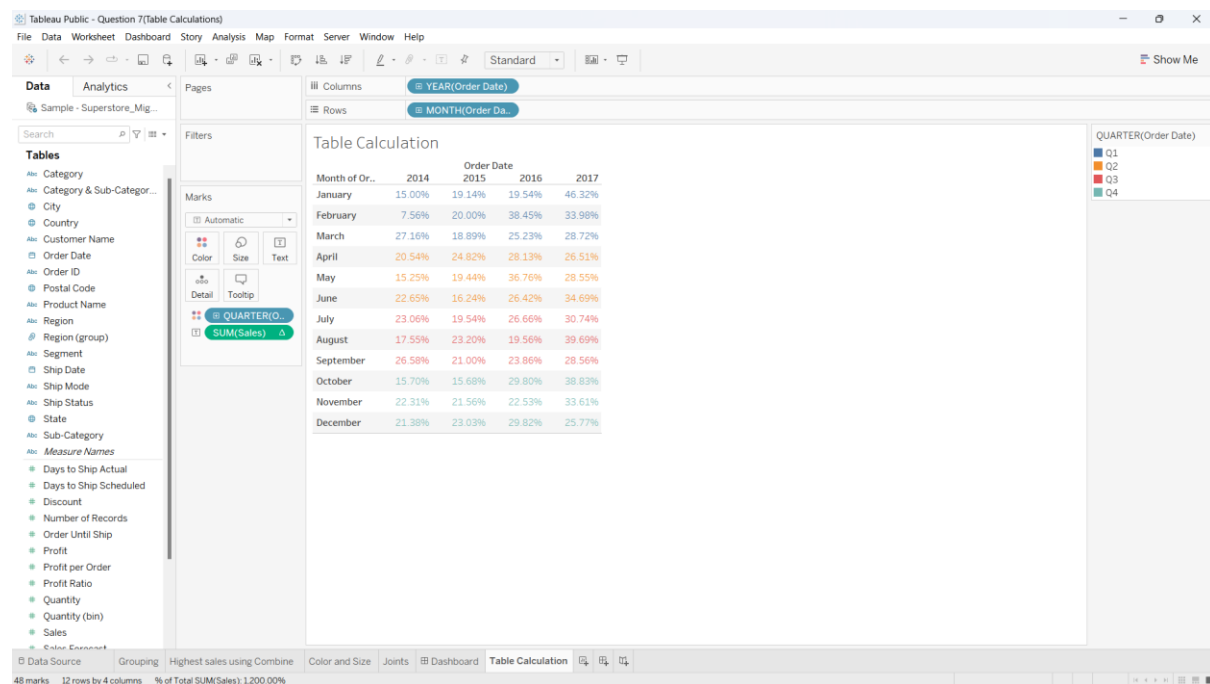 Tableau Public - Question 7(Table Calculations)
File Data Worksheet Dashboard Story Analysis Map Format Server Window Help
Standard
Show Me
Data Analytics
Sample - Superstore_Mig...
Search
Tables
Abc Category
Abc Category & Sub-Categor...
City
Country
Abc Customer Name
Order Date
Abc Order ID
Postal Code
Abc Product Name
Abc Region
Region (group)
Abc Segment
Ship Date
Abc Ship Mode
Abc Ship Status
State
Abc Sub-Category
Abc Measure Names
# Days to Ship Actual
# Days to Ship Scheduled
# Discount
# Number of Records
# Order Until Ship
# Profit
# Profit per Order
# Profit Ratio
# Quantity
# Quantity (bin)
# Sales
# Sales Forecast
Pages
Filters
Marks
Automatic
Color Size Text
Detail Tooltip
QUARTER(O..
SUM(Sales) Δ
Columns YEAR(Order Date)
Rows MONTH(Order Da..
Table Calculation
Order Date
Month of Or.. 2014 2015 2016 2017
January 15.00% 19.14% 19.54% 46.32%
February 7.56% 20.00% 38.45% 33.98%
March 27.16% 18.89% 25.23% 28.72%
April 20.54% 24.82% 28.13% 26.51%
May 15.25% 19.44% 36.76% 28.55%
June 22.65% 16.24% 26.42% 34.69%
July 23.06% 19.54% 26.66% 30.74%
August 17.55% 23.20% 19.56% 39.69%
September 26.58% 21.00% 23.86% 28.56%
October 15.70% 15.68% 29.80% 38.83%
November 22.31% 21.56% 22.53% 33.61%
December 21.38% 23.03% 29.82% 25.77%
QUARTER(Order Date)
Q1
Q2
Q3
Q4
Data Source Grouping Highest sales using Combine Color and Size Joints Dashboard Table Calculation
48 marks 12 rows by 4 columns % of Total SUM(Sales): 1,200.00%